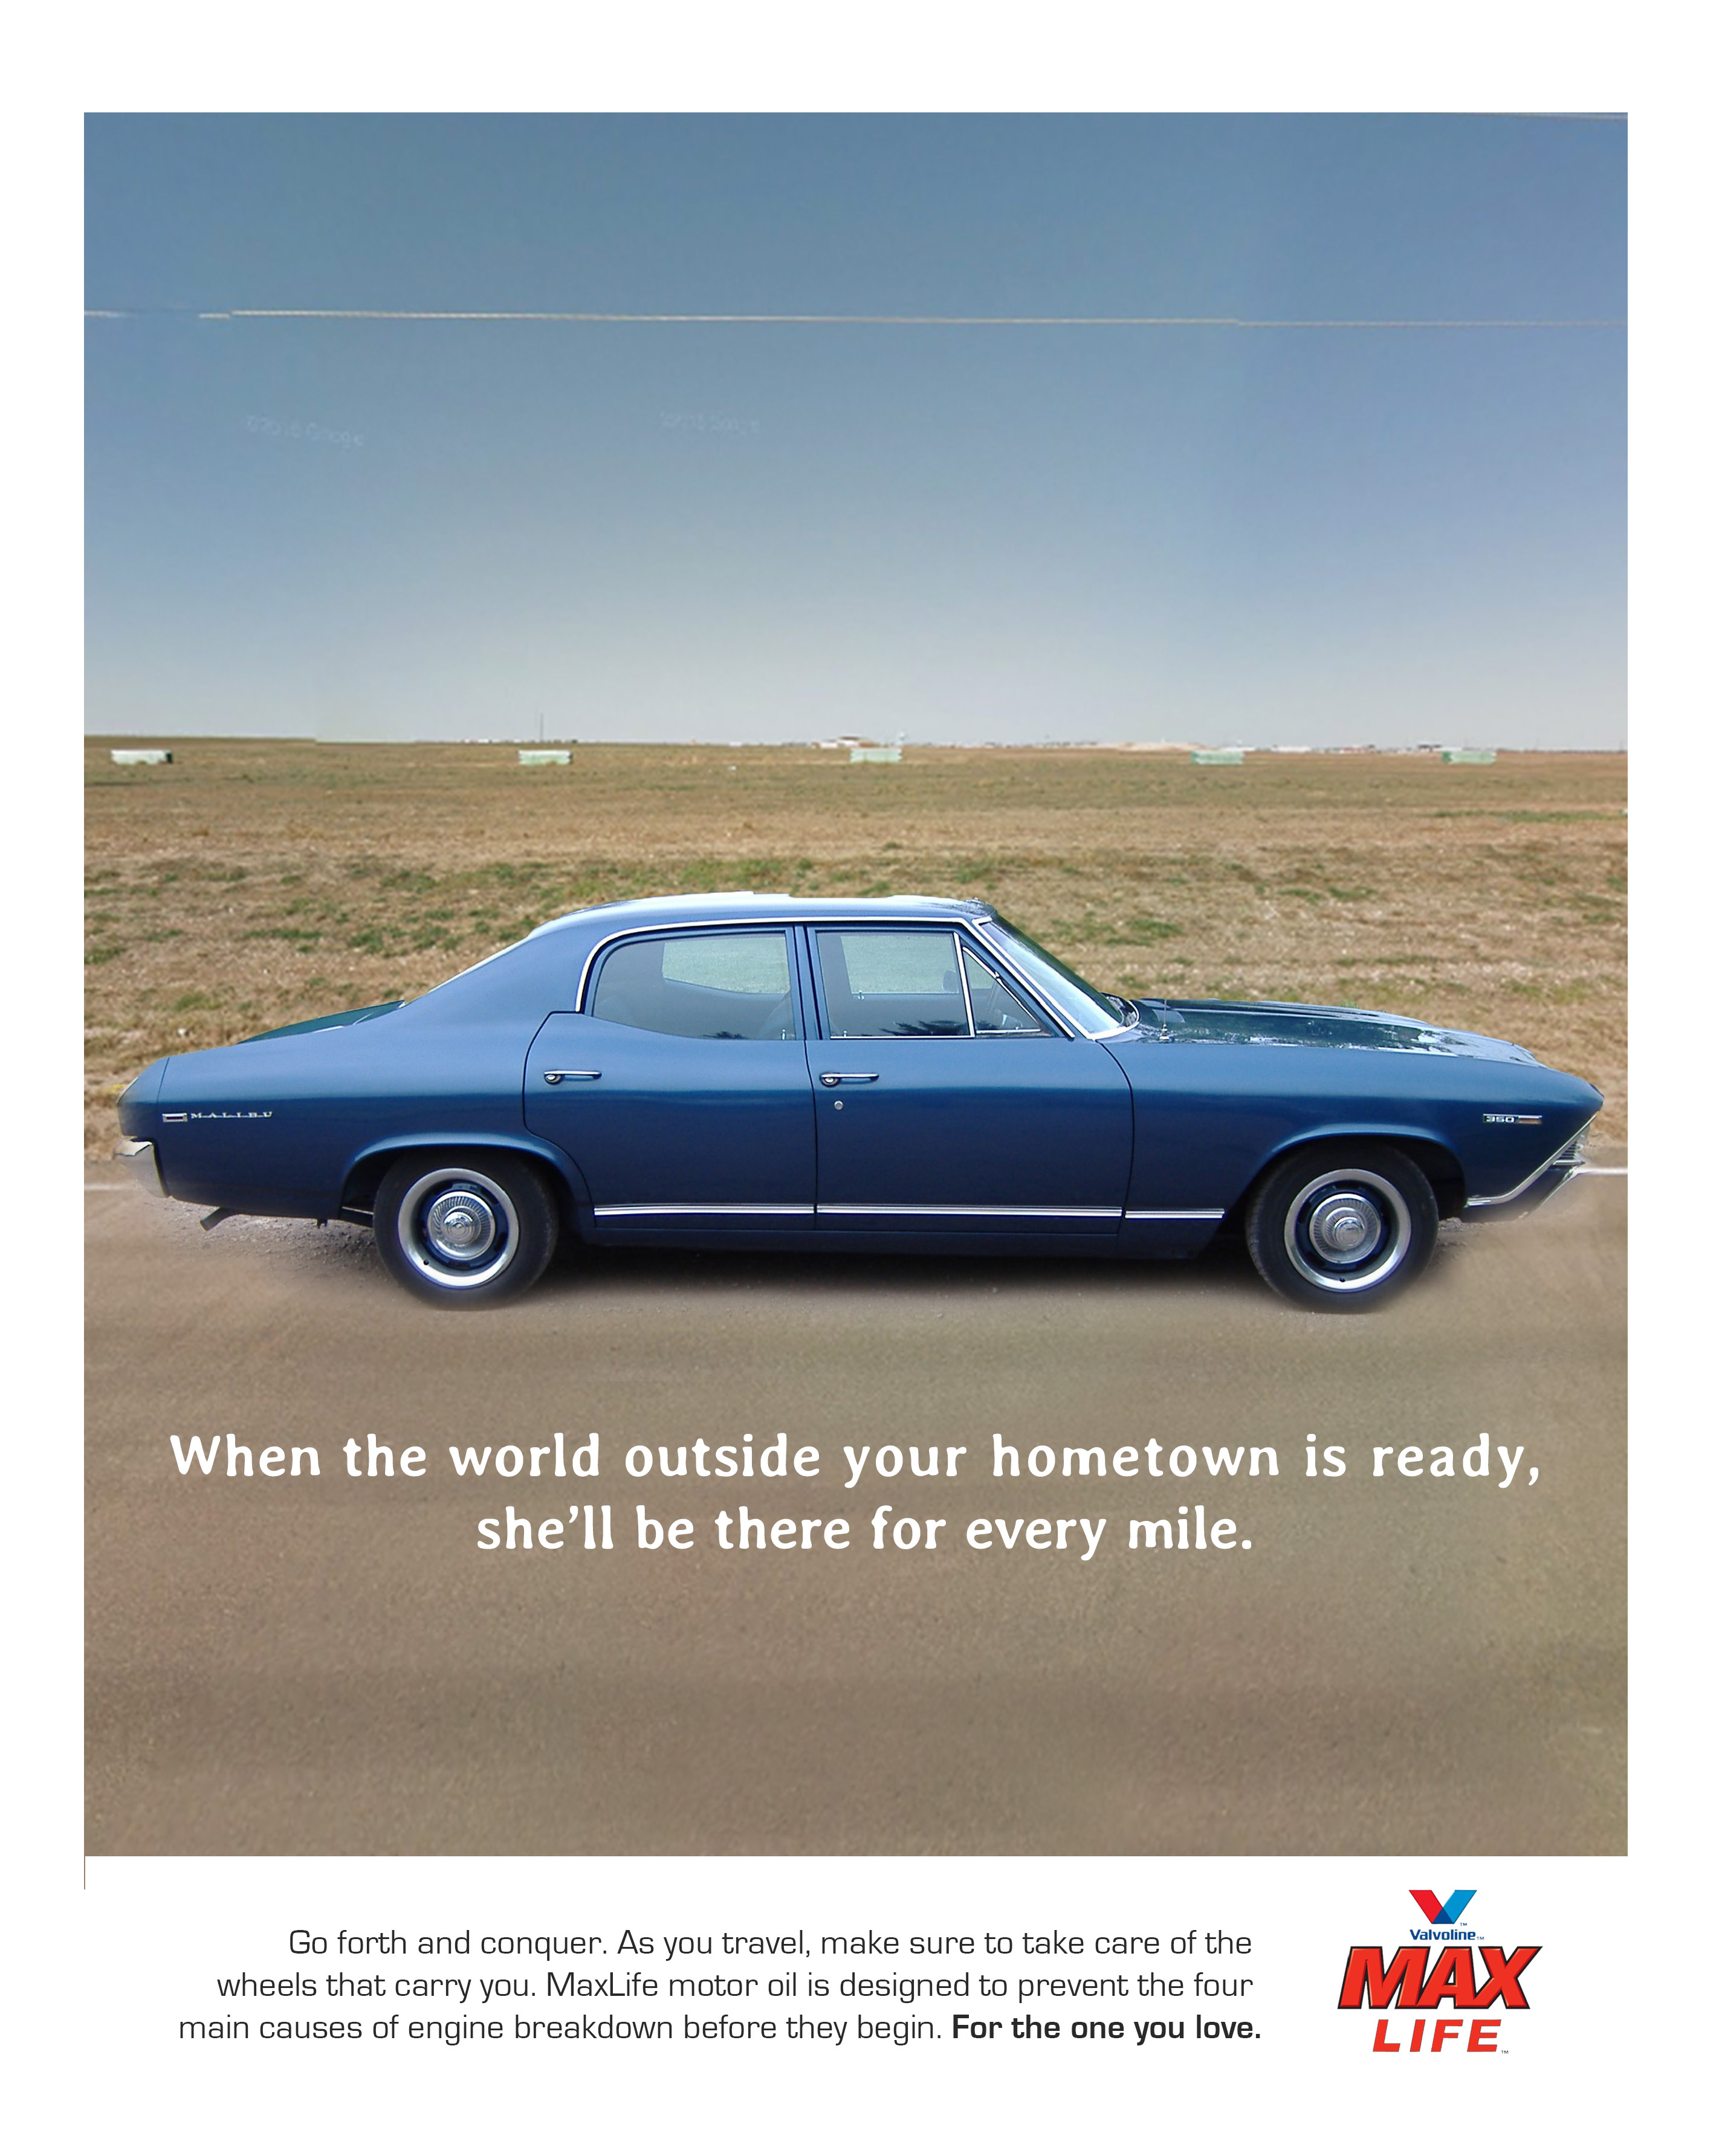 MALIBU
350
When the world outside your hometown is ready,
she’ll be there for every mile.
Go forth and conquer. As you travel, make sure to take care of the
wheels that carry you. MaxLife motor oil is designed to prevent the four
main causes of engine breakdown before they begin. For the one you love.
Valvoline™
MAX
LIFE™